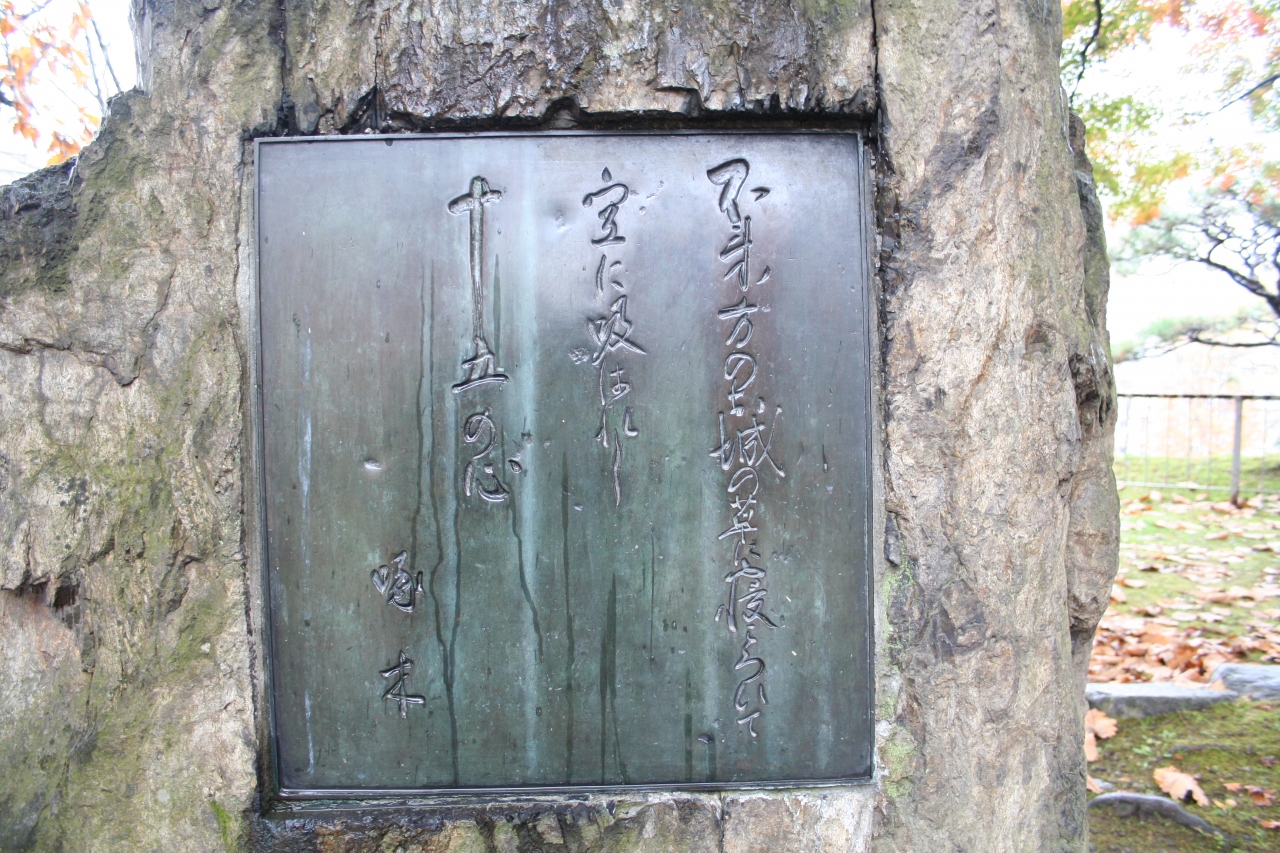 不来方のお城の草に寝ころびて
空に吸はれし
十五の心
啄木